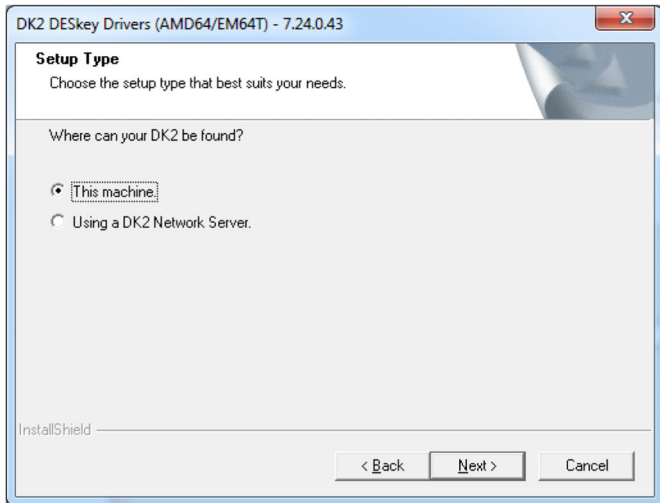 DK2 DESkey Drivers (AMD64/EM64T) - 7.24.0.43
Setup Type
Choose the setup type that best suits your needs.
Where can your DK2 be found?
This machine.
Using a DK2 Network Server.
InstallShield
< Back Next > Cancel